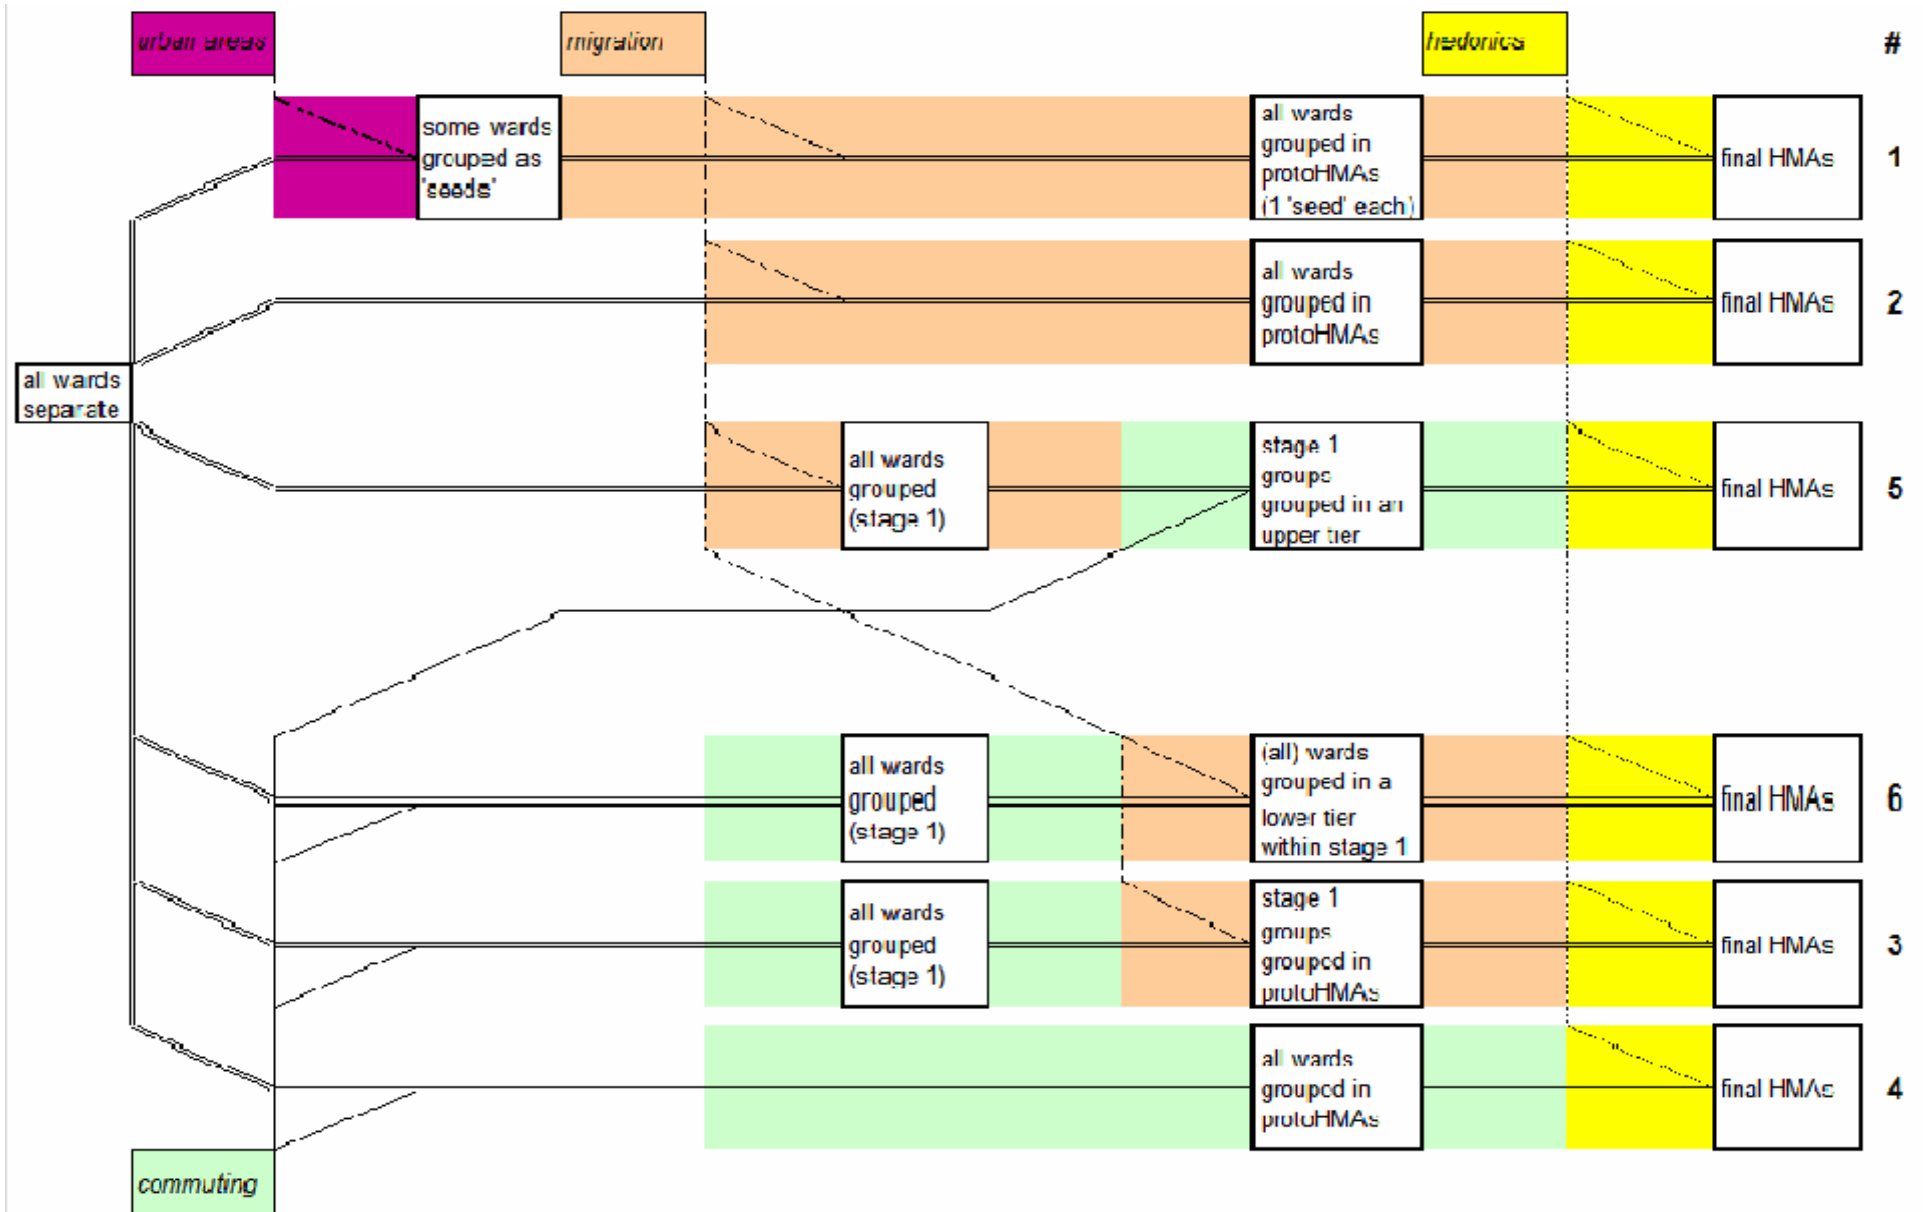 urban areas
migration
hedonics
#
some wards
grouped as
'seeds'
all wards
grouped in
protoHMAs
(1 'seed' each)
final HMAs
1
all wards
grouped in
protoHMAs
final HMAs
2
all wards
separate
all wards
grouped
(stage 1)
stage 1
groups
grouped in an
upper tier
final HMAs
5
all wards
grouped
(stage 1)
(all) wards
grouped in a
lower tier
within stage 1
final HMAs
6
all wards
grouped
(stage 1)
stage 1
groups
grouped in
protoHMAs
final HMAs
3
all wards
grouped in
protoHMAs
final HMAs
4
commuting